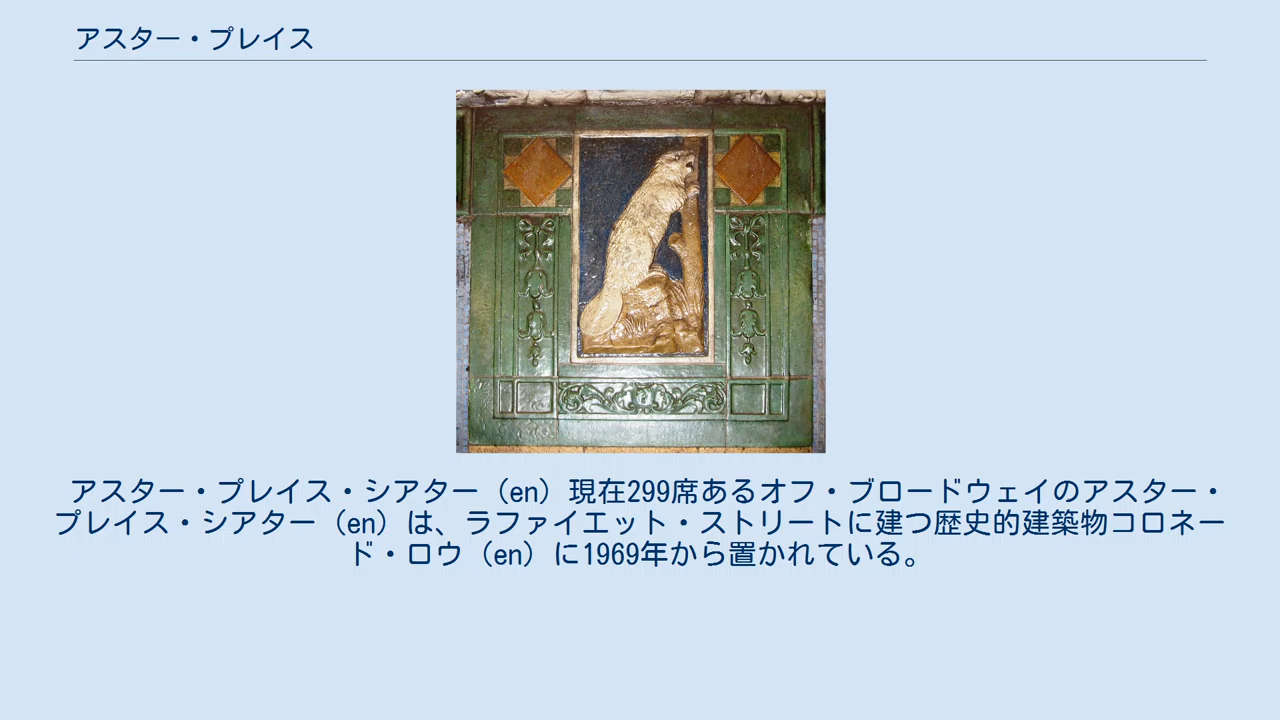 アスター・プレイス
アスター・プレイス・シアター（en）現在299席あるオフ・ブロードウェイのアスター・
プレイス・シアター（en）は、ラファイエット・ストリートに建つ歴史的建築物コロネー
ド・ロウ（en）に1969年から置かれている。